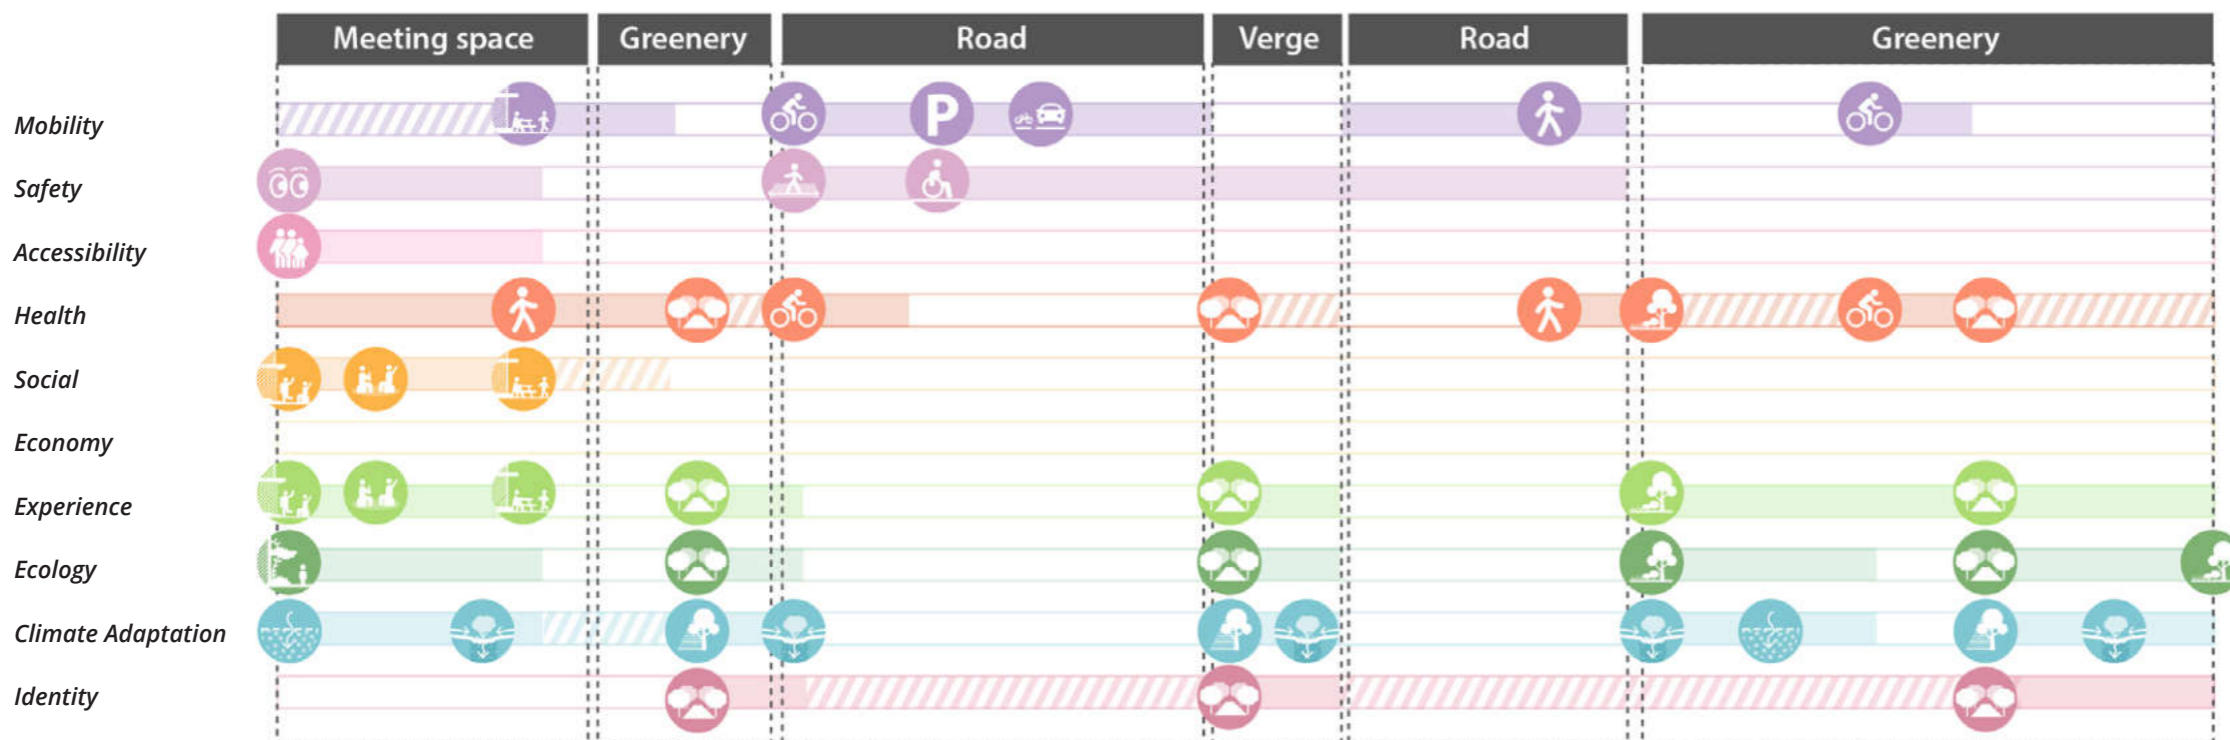 Meeting space Greenery Road Verge Road Greenery
Mobility
P
Safety
Accessibility
Health
Social
Economy
Experience
Ecology
Climate Adaptation
Identity